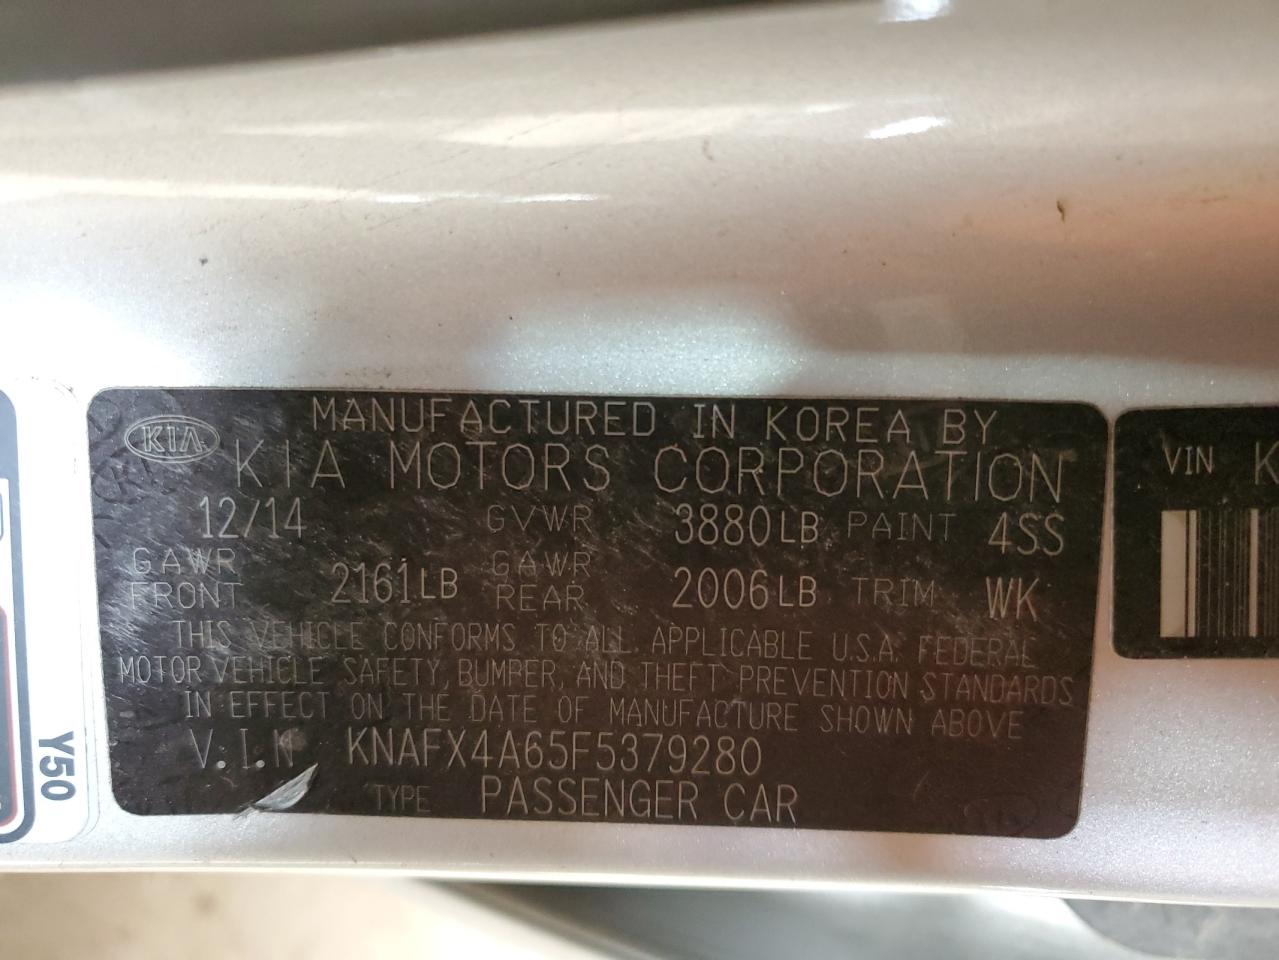 KIA
MANUFACTURED IN KOREA BY
KIA MOTORS CORPORATION
12/14 GVWR 3880LB PAINT 4SS
GAWR FRONT 2161LB GAWR REAR 2006LB TRIM WK
THIS VEHICLE CONFORMS TO ALL APPLICABLE U.S.A. FEDERAL
MOTOR VEHICLE SAFETY, BUMPER, AND THEFT PREVENTION STANDARDS
IN EFFECT ON THE DATE OF MANUFACTURE SHOWN ABOVE
V.I.N KNAFX4A65F5379280
TYPE PASSENGER CAR
VIN K
Y50